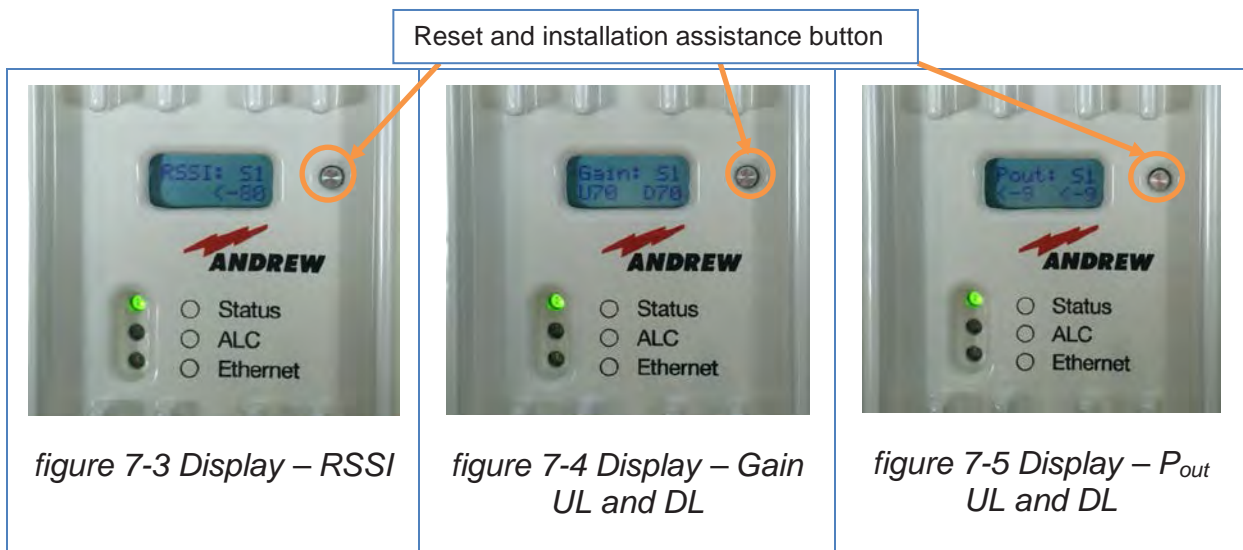 Reset and installation assistance button
RSSI: S1
<-80
ANDREW
Status
ALC
Ethernet
figure 7-3 Display – RSSI
Gain: S1
U70 D70
ANDREW
Status
ALC
Ethernet
figure 7-4 Display – Gain
UL and DL
Pout: S1
<-9 <-9
ANDREW
Status
ALC
Ethernet
figure 7-5 Display – Pout
UL and DL